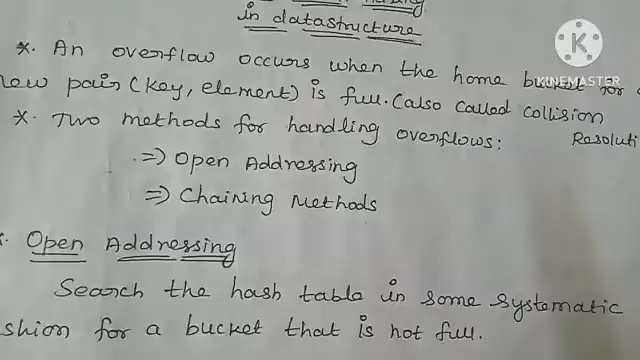 in datastructure
K
KINEMASTER
*. An overflow occurs when the home bucket for
new pair (key, element) is full. (also called collision
Resoluti
*. Two methods for handling overflows:
=> Open Addressing
=> Chaining Methods
Open Addressing
Search the hash table in some systematic
shion for a bucket that is not full.